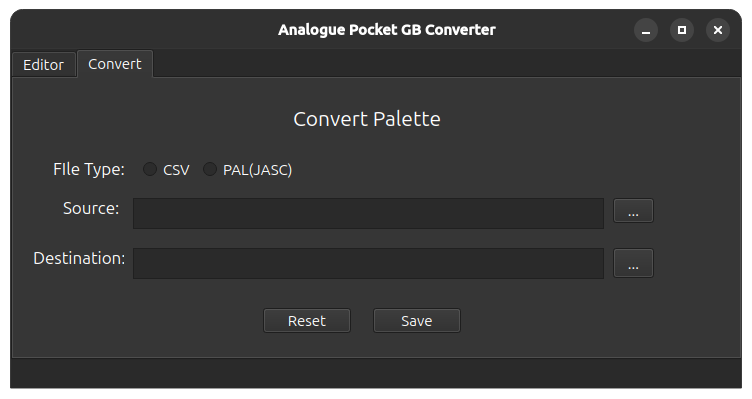 Analogue Pocket GB Converter
Editor Convert
Convert Palette
FIle Type: CSV PAL(JASC)
Source: ...
Destination: ...
Reset Save